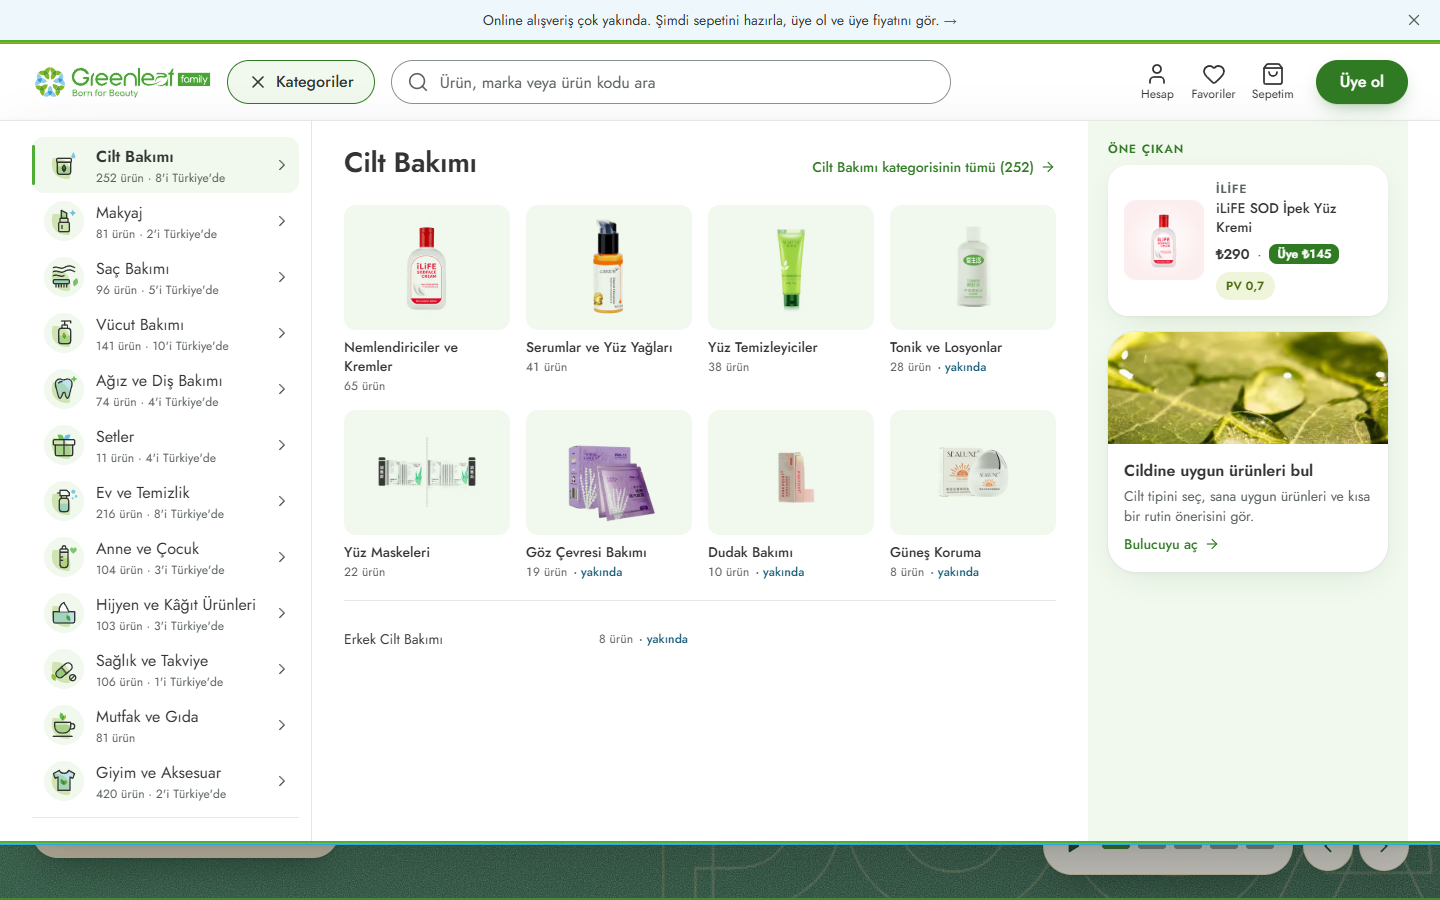 Online alışveriş çok yakında. Şimdi sepetini hazırla, üye ol ve üye fiyatını gör. →
Greenleaf family
Born for Beauty
Kategoriler
Ürün, marka veya ürün kodu ara
Hesap
Favoriler
Sepetim
Üye ol
Cilt Bakımı
252 ürün · 8'i Türkiye'de
Makyaj
81 ürün · 2'i Türkiye'de
Saç Bakımı
96 ürün · 5'i Türkiye'de
Vücut Bakımı
141 ürün · 10'i Türkiye'de
Ağız ve Diş Bakımı
74 ürün · 4'i Türkiye'de
Setler
11 ürün · 4'i Türkiye'de
Ev ve Temizlik
216 ürün · 8'i Türkiye'de
Anne ve Çocuk
104 ürün · 3'i Türkiye'de
Hijyen ve Kâğıt Ürünleri
103 ürün · 3'i Türkiye'de
Sağlık ve Takviye
106 ürün · 1'i Türkiye'de
Mutfak ve Gıda
81 ürün
Giyim ve Aksesuar
420 ürün · 2'i Türkiye'de
Cilt Bakımı
Cilt Bakımı kategorisinin tümü (252) →
iLiFE
SODFACE
CREAM
Nemlendiriciler ve
Kremler
65 ürün
Serumlar ve Yüz Yağları
41 ürün
Yüz Temizleyiciler
38 ürün
Tonik ve Losyonlar
28 ürün · yakında
Yüz Maskeleri
22 ürün
Göz Çevresi Bakımı
19 ürün · yakında
Dudak Bakımı
10 ürün · yakında
SEALUXE
Güneş Koruma
8 ürün · yakında
Erkek Cilt Bakımı
8 ürün · yakında
ÖNE ÇIKAN
iLiFE
İLİFE
iLiFE SOD İpek Yüz
Kremi
₺290 · Üye ₺145
PV 0,7
Cildine uygun ürünleri bul
Cilt tipini seç, sana uygun ürünleri ve kısa
bir rutin önerisini gör.
Bulucuyu aç →